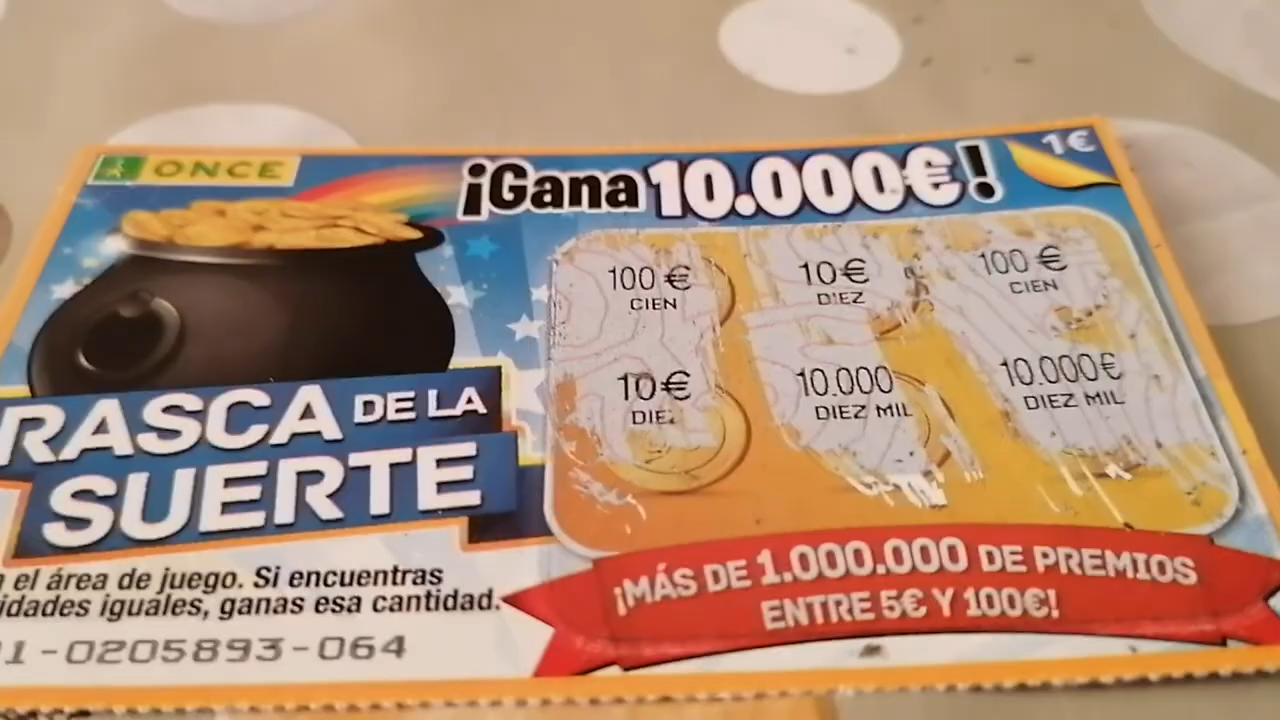 ONCE
¡Gana 10.000€!
1€
100 € 10€ 100 €
CIEN DIEZ CIEN
10€ 10.000 10.000€
DIEZ MIL DIEZ MIL
RASCA DE LA
SUERTE
¡MÁS DE 1.000.000 DE PREMIOS
ENTRE 5€ Y 100€!
el área de juego. Si encuentras
idades iguales, ganas esa cantidad.
1-0205893-064